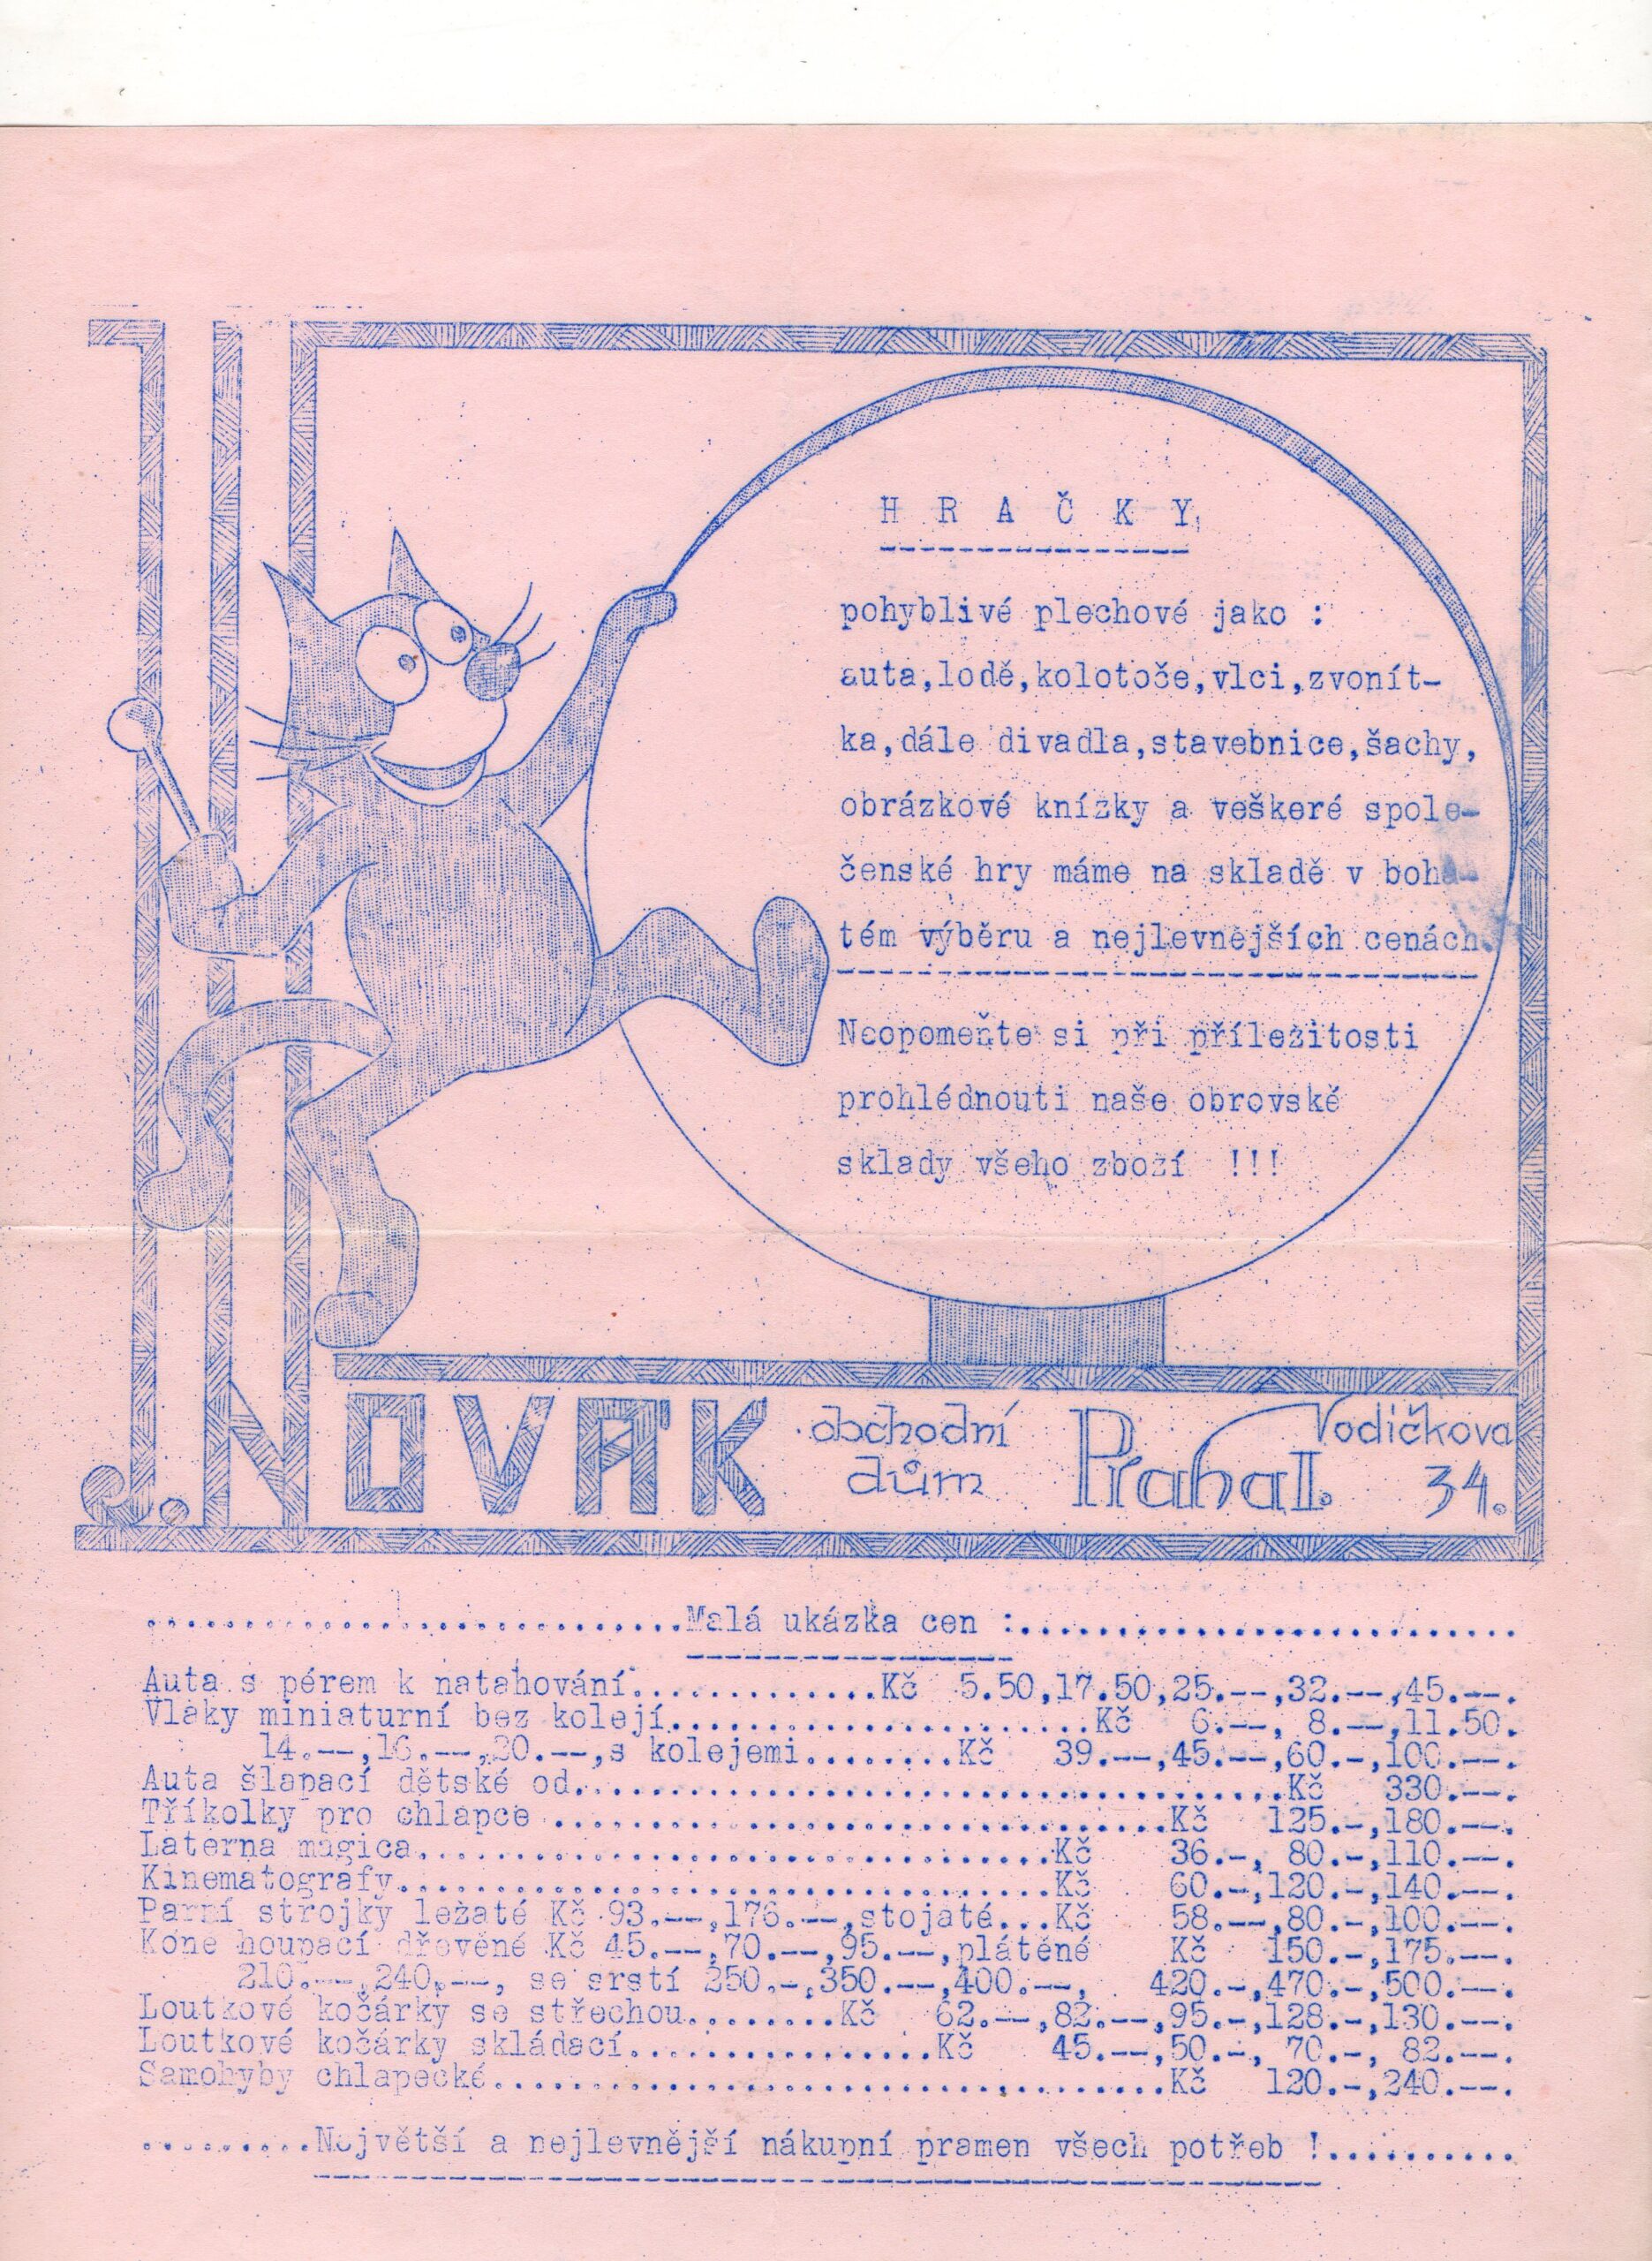 H R A Č K Y
pohyblivé plechové jako :
auta,lodě,kolotoče,vlci,zvonít-
ka,dále divadla,stavebnice,šachy,
obrázkové knížky a veškeré spole-
čenské hry máme na skladě v boha-
tém výběru a nejlevnějších cenách.
Neopomeňte si při příležitosti
prohlédnouti naše obrovské
sklady všeho zboží !!!
J. NOVÁK obchodní dům Praha II. Vodičkova 34.
..............................Malá ukázka cen :..........................
Auta s pérem k natahování.............Kč 5.50,17.50,25.--,32.--,45.--.
Vláky miniaturní bez kolejí......................Kč 6.--, 8.--,11.50.
14.--,16.--,20.--,s kolejemi........Kč 39.--,45.--,60.-,100.--.
Auta šlapací dětské od.....................................Kč 330.--.
Tříkolky pro chlapce................................Kč 125.-,180.--.
Laterna magica.................................Kč 36.-, 80.-,110.--.
Kinematografy..................................Kč 60.-,120.-,140.--.
Parní strojky ležaté Kč 93.--,176.--,stojaté...Kč 58.--,80.-,100.--.
Koně houpací dřevěné Kč 45.--,70.--,95.--,plátěné Kč 150.-,175.--.
210.--,240.--, se srstí 250.-,350.--,400.--, 420.-,470.-,500.--.
Loutkové kočárky se střechou........Kč 62.--,82.--,95.-,128.-,130.--.
Loutkové kočárky skládací................Kč 45.--,50.-, 70.-, 82.--.
Samohyby chlapecké...................................Kč 120.-,240.--.
.........Největší a nejlevnější nákupní pramen všech potřeb !..........